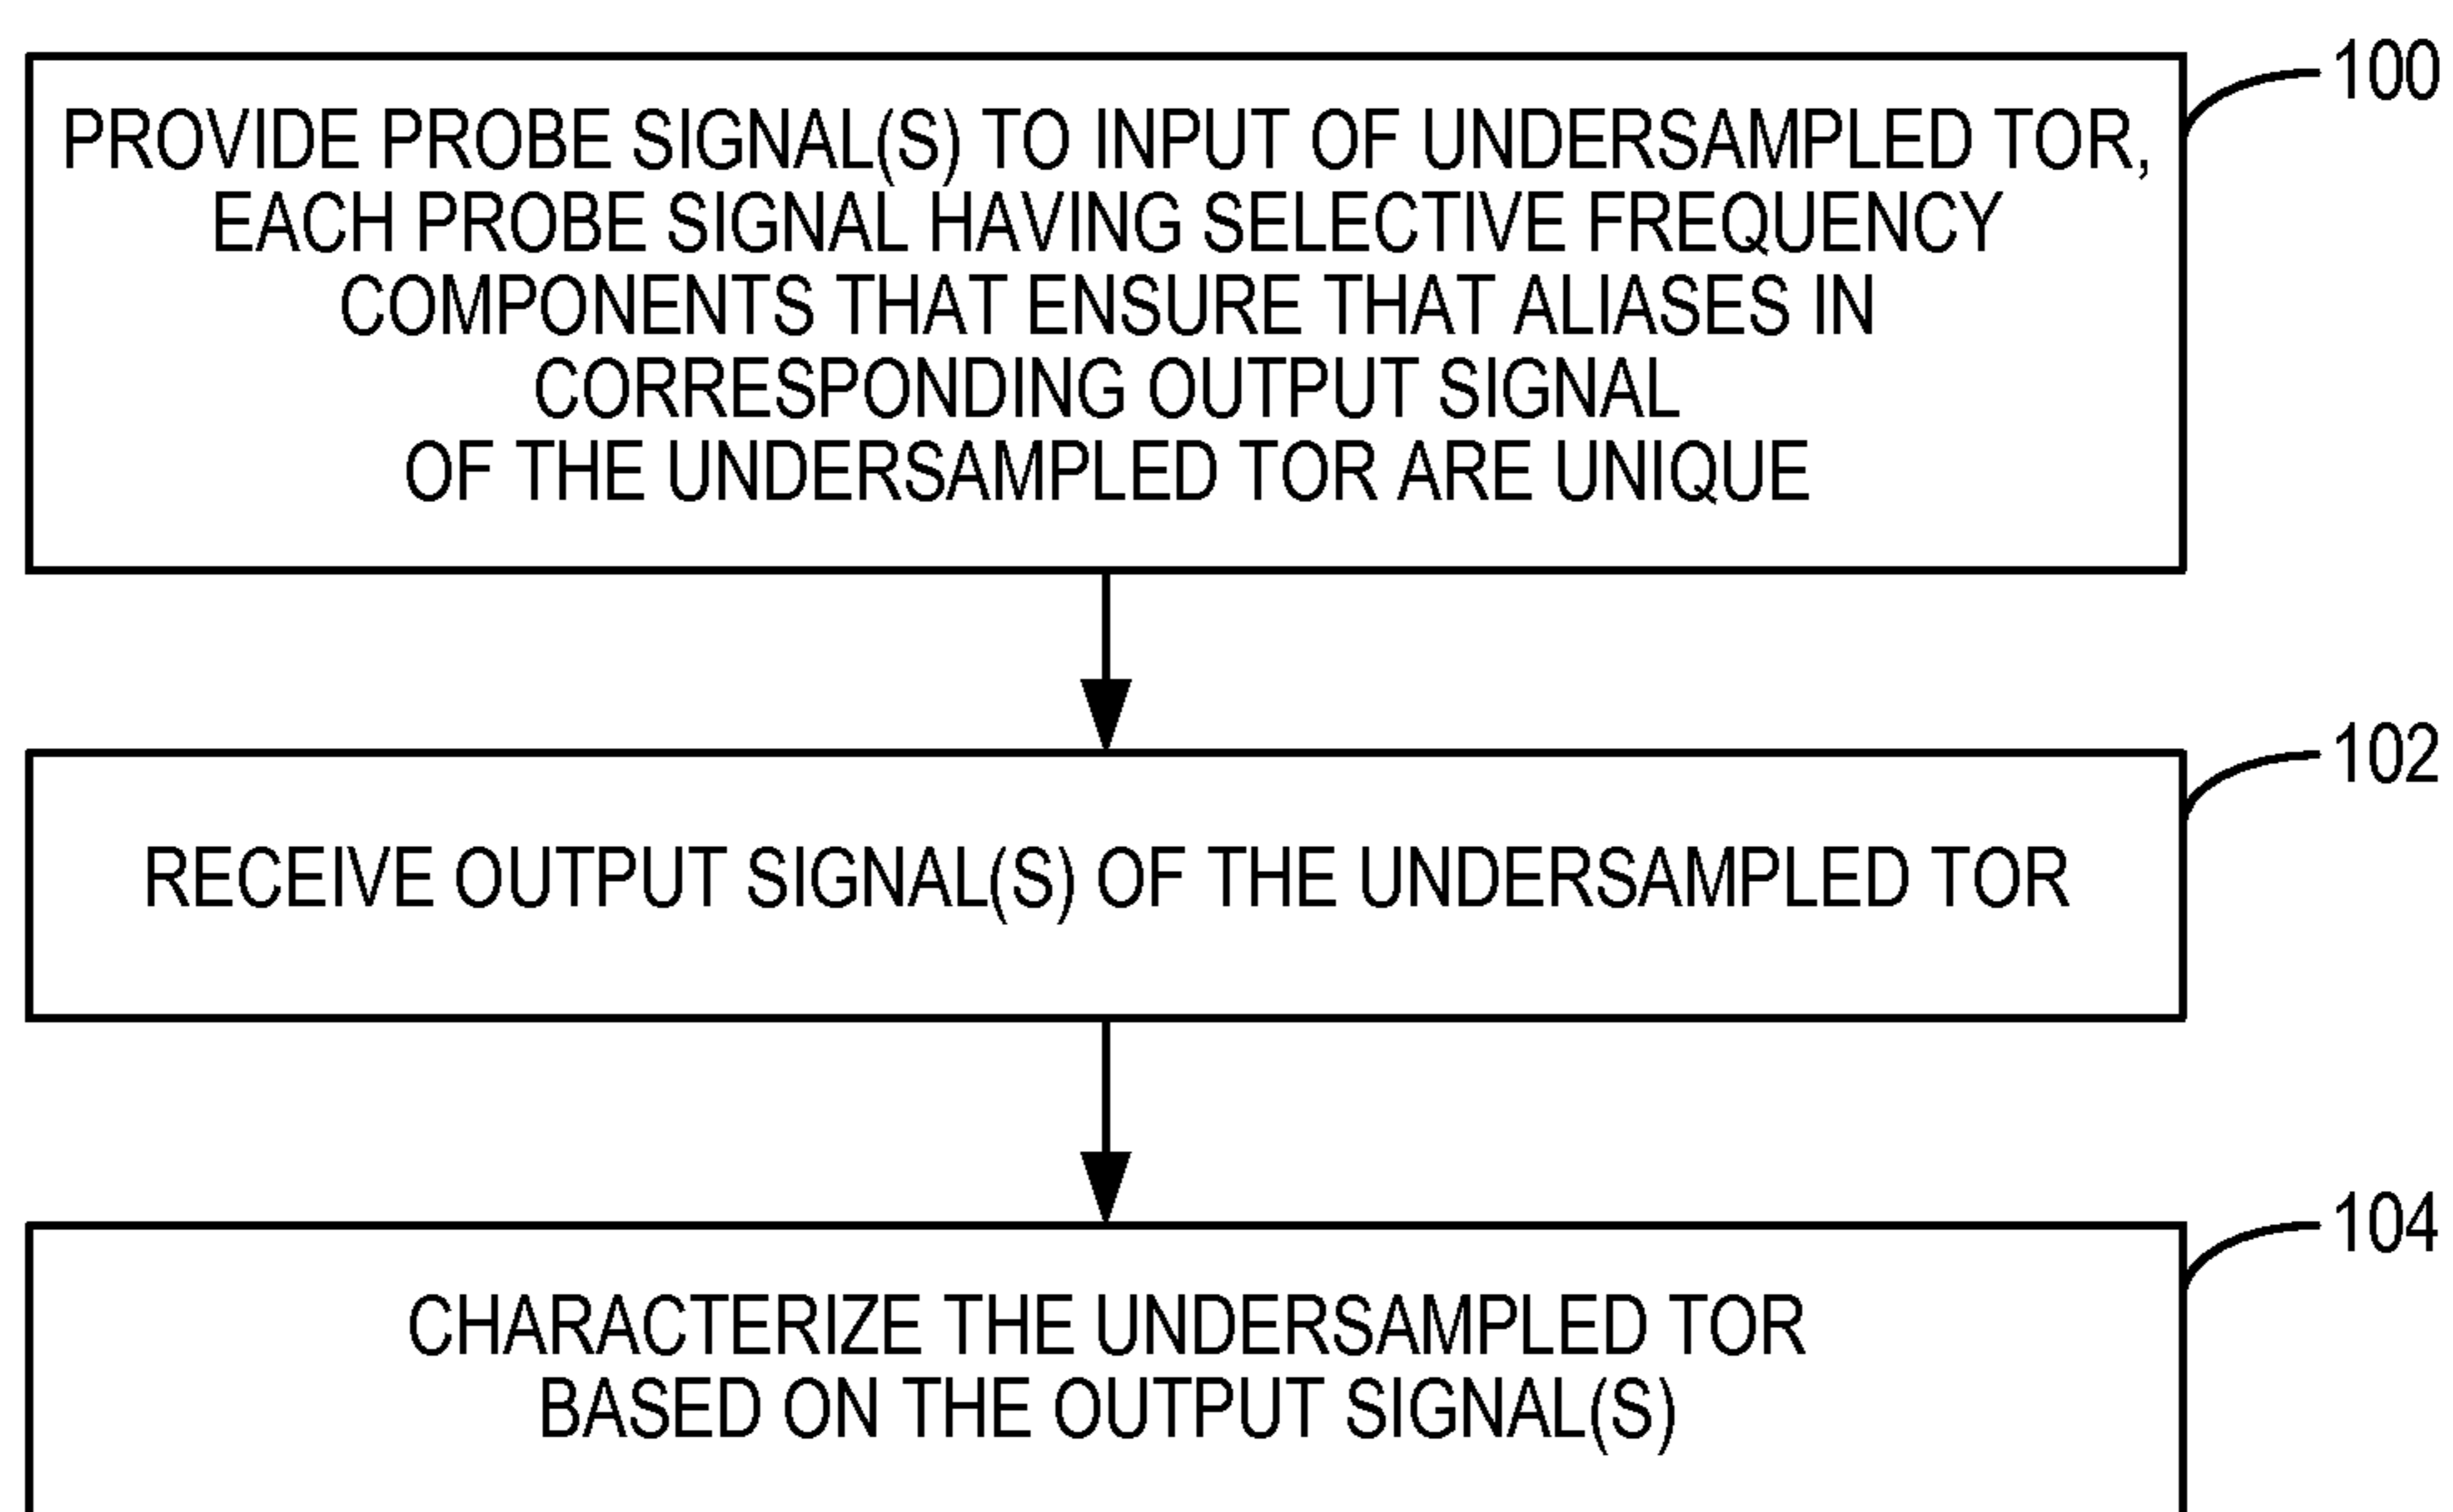 100
PROVIDE PROBE SIGNAL(S) TO INPUT OF UNDERSAMPLED TOR,
EACH PROBE SIGNAL HAVING SELECTIVE FREQUENCY
COMPONENTS THAT ENSURE THAT ALIASES IN
CORRESPONDING OUTPUT SIGNAL
OF THE UNDERSAMPLED TOR ARE UNIQUE
102
RECEIVE OUTPUT SIGNAL(S) OF THE UNDERSAMPLED TOR
104
CHARACTERIZE THE UNDERSAMPLED TOR
BASED ON THE OUTPUT SIGNAL(S)